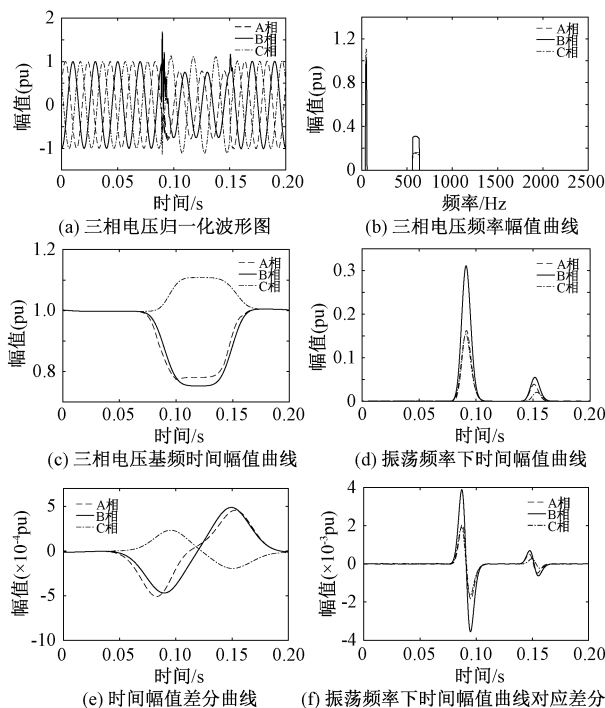 2
1
0
-1
幅值(pu)
A相
B相
C相
0
0.05
0.10
0.15
0.20
时间/s
(a) 三相电压归一化波形图
1.2
0.8
0.4
0
幅值(pu)
A相
B相
C相
0
500
1000
1500
2000
2500
频率/Hz
(b) 三相电压频率幅值曲线
1.2
1.0
0.8
幅值(pu)
A相
B相
C相
0
0.05
0.10
0.15
0.20
时间/s
(c) 三相电压基频时间幅值曲线
0.3
0.2
0.1
0
幅值(pu)
A相
B相
C相
0
0.05
0.10
0.15
0.20
时间/s
(d) 振荡频率下时间幅值曲线
5
0
-5
-10
幅值(×10-4pu)
A相
B相
C相
0
0.05
0.10
0.15
0.20
时间/s
(e) 时间幅值差分曲线
4
2
0
-2
-4
幅值(×10-3pu)
A相
B相
C相
0
0.05
0.10
0.15
0.20
时间/s
(f) 振荡频率下时间幅值曲线对应差分